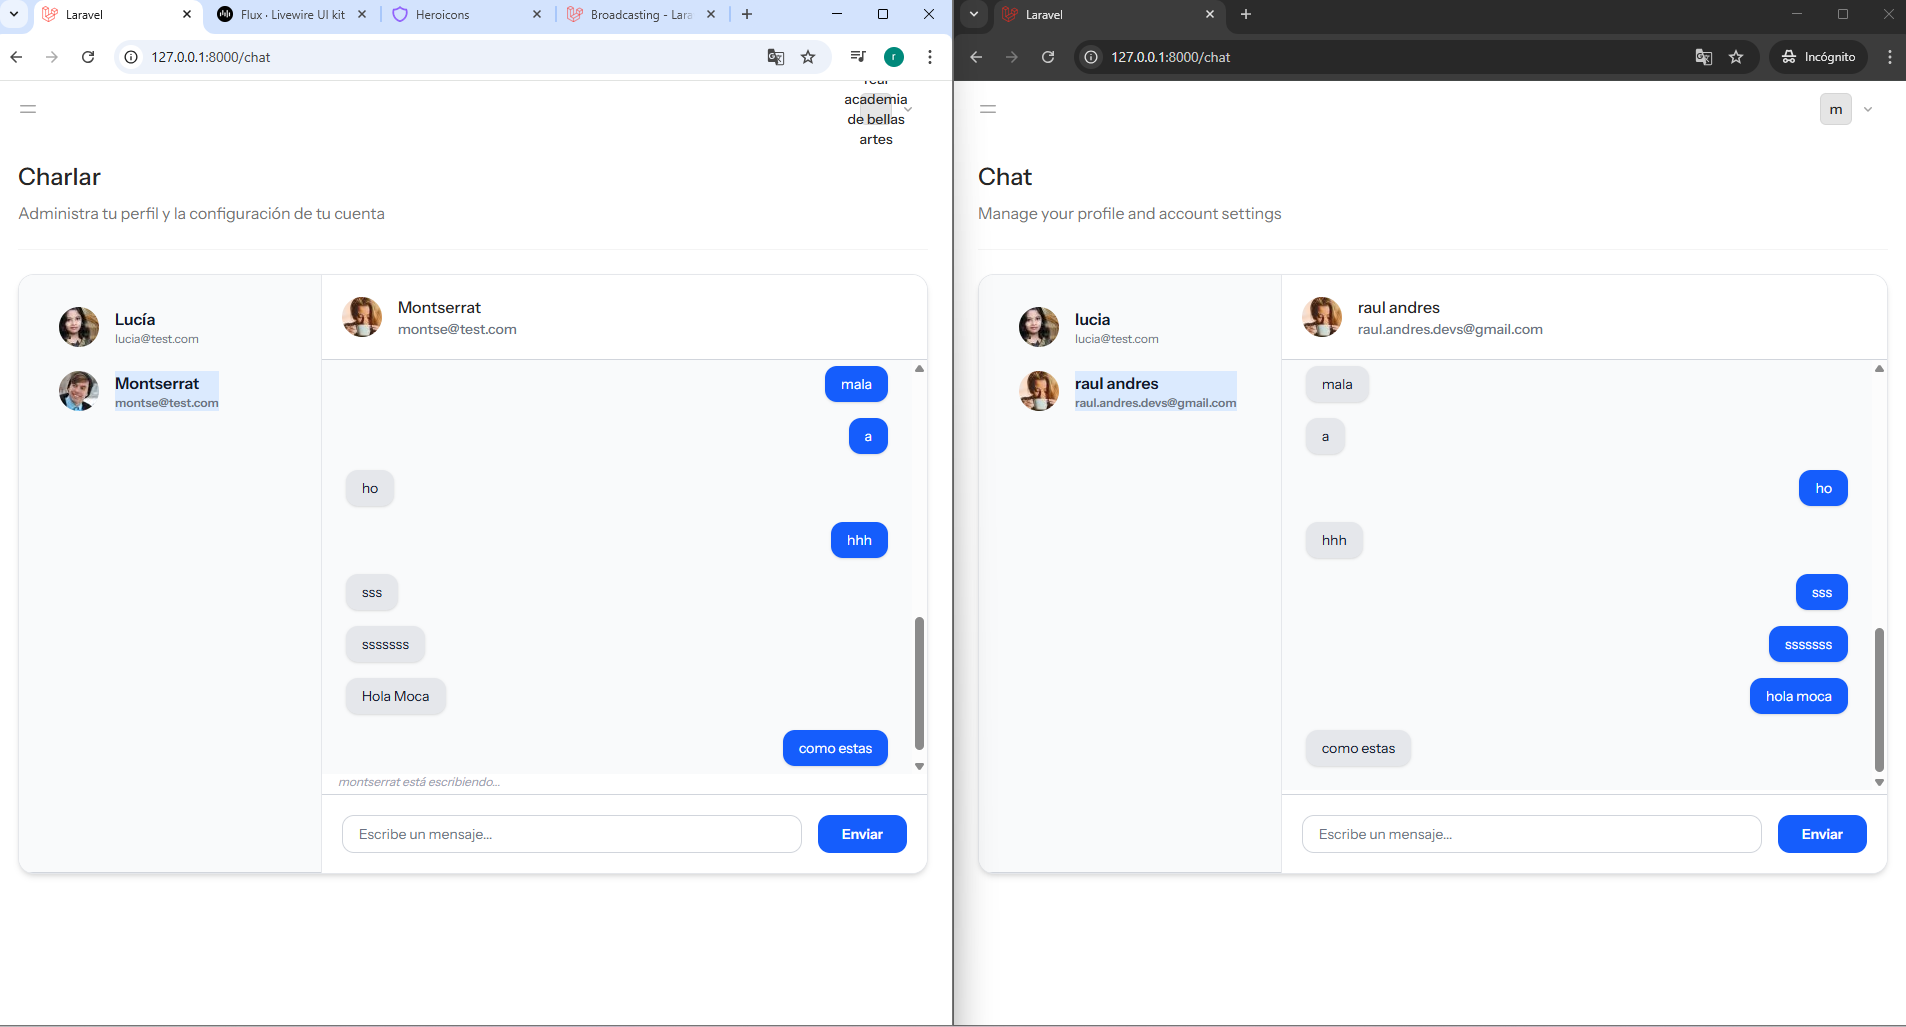 Laravel
Flux · Livewire UI kit
Heroicons
Broadcasting - Lara
127.0.0.1:8000/chat
r
real
academia
de bellas
artes
Charlar
Administra tu perfil y la configuración de tu cuenta
Lucía
lucia@test.com
Montserrat
montse@test.com
Montserrat
montse@test.com
mala
a
ho
hhh
sss
sssssss
Hola Moca
como estas
montserrat está escribiendo...
Escribe un mensaje...
Enviar
Laravel
127.0.0.1:8000/chat
Incógnito
m
Chat
Manage your profile and account settings
lucia
lucia@test.com
raul andres
raul.andres.devs@gmail.com
raul andres
raul.andres.devs@gmail.com
mala
a
ho
hhh
sss
sssssss
hola moca
como estas
Escribe un mensaje...
Enviar